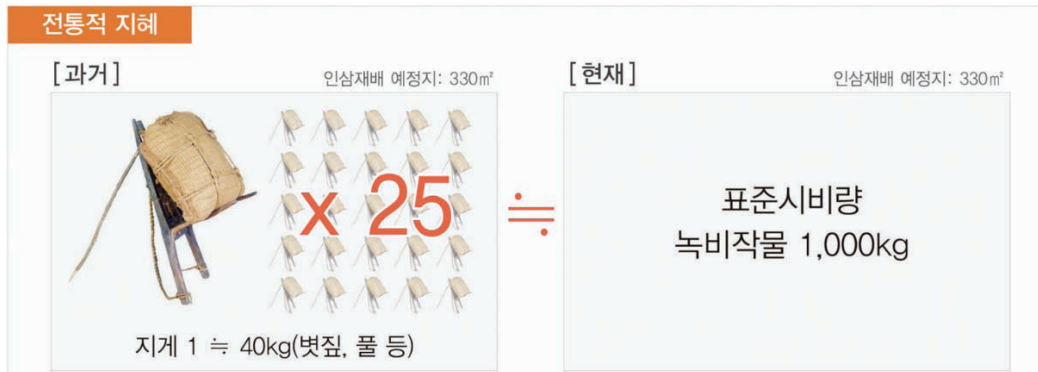 전통적 지혜
[과거]
인삼재배 예정지: 330㎡
x 25
지게 1 ≒ 40kg(볏짚, 풀 등)
≒
[현재]
인삼재배 예정지: 330㎡
표준시비량
녹비작물 1,000kg